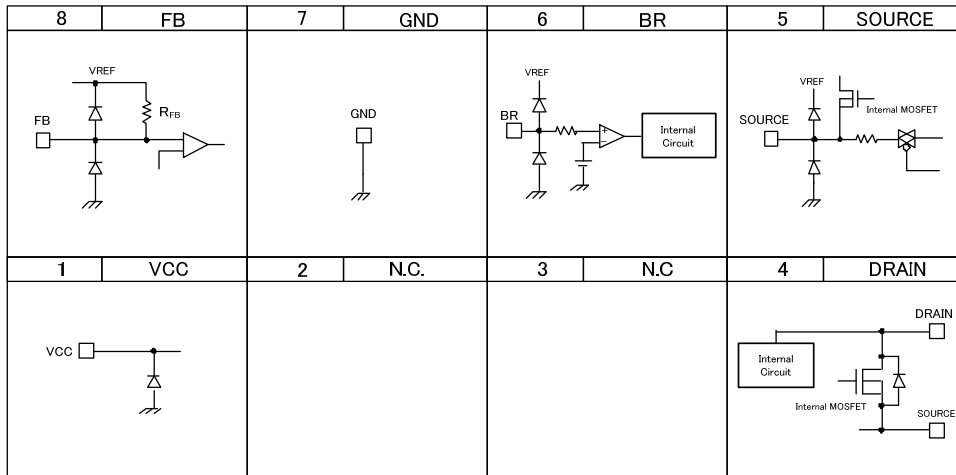 8 FB 7 GND 6 BR 5 SOURCE
VREF
R_FB
FB
GND
VREF
BR
+
−
Internal
Circuit
VREF
Internal MOSFET
SOURCE
1 VCC 2 N.C. 3 N.C 4 DRAIN
VCC
DRAIN
Internal
Circuit
Internal MOSFET
SOURCE